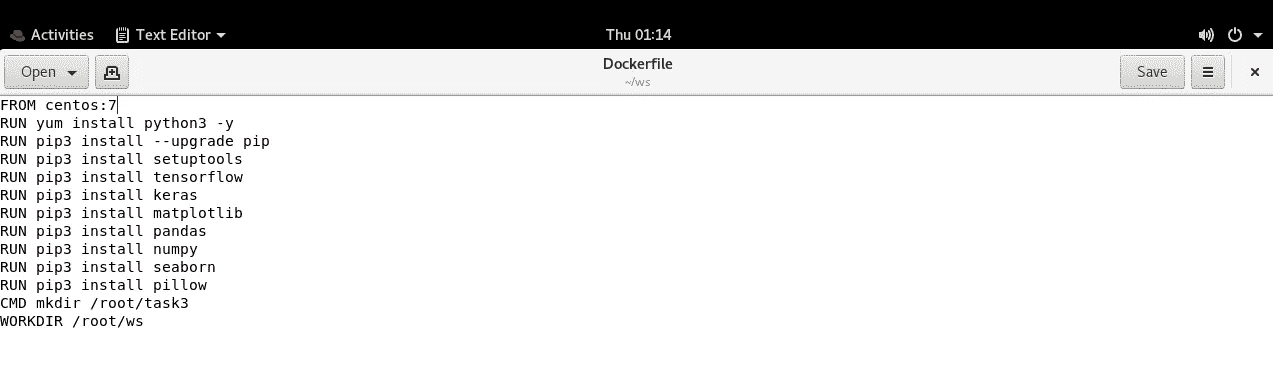 Activities Text Editor Thu 01:14
Open Dockerfile Save
~/ws
FROM centos:7
RUN yum install python3 -y
RUN pip3 install --upgrade pip
RUN pip3 install setuptools
RUN pip3 install tensorflow
RUN pip3 install keras
RUN pip3 install matplotlib
RUN pip3 install pandas
RUN pip3 install numpy
RUN pip3 install seaborn
RUN pip3 install pillow
CMD mkdir /root/task3
WORKDIR /root/ws